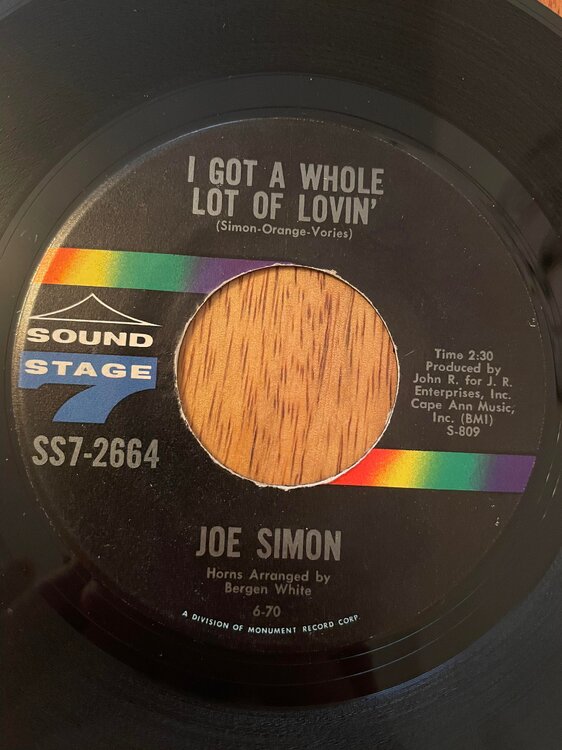 I GOT A WHOLE
LOT OF LOVIN'
(Simon-Orange-Vories)
SOUND
STAGE
7
SS7-2664
Time 2:30
Produced by
John R. for J. R.
Enterprises, Inc.
Cape Ann Music,
Inc. (BMI)
S-809
JOE SIMON
Horns Arranged by
Bergen White
6-70
A DIVISION OF MONUMENT RECORD CORP.